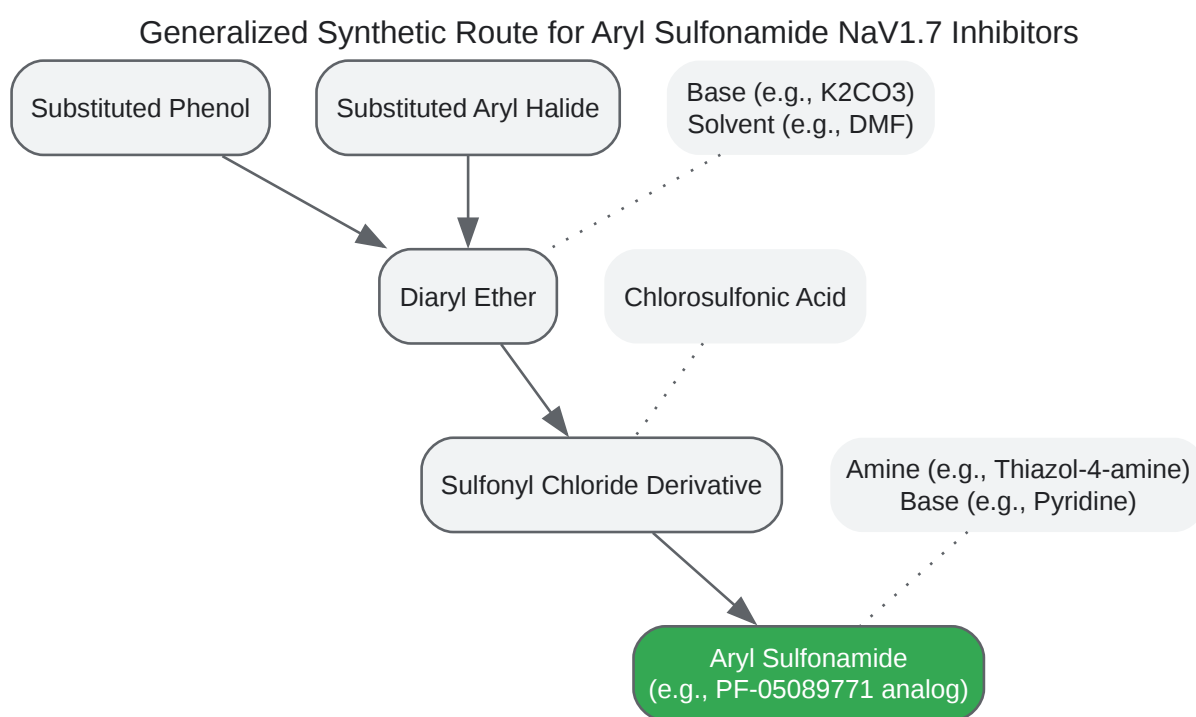 Generalized Synthetic Route for Aryl Sulfonamide NaV1.7 Inhibitors
Substituted Phenol
Substituted Aryl Halide
Base (e.g., K2CO3)
Solvent (e.g., DMF)
Diaryl Ether
Chlorosulfonic Acid
Sulfonyl Chloride Derivative
Amine (e.g., Thiazol-4-amine)
Base (e.g., Pyridine)
Aryl Sulfonamide
(e.g., PF-05089771 analog)